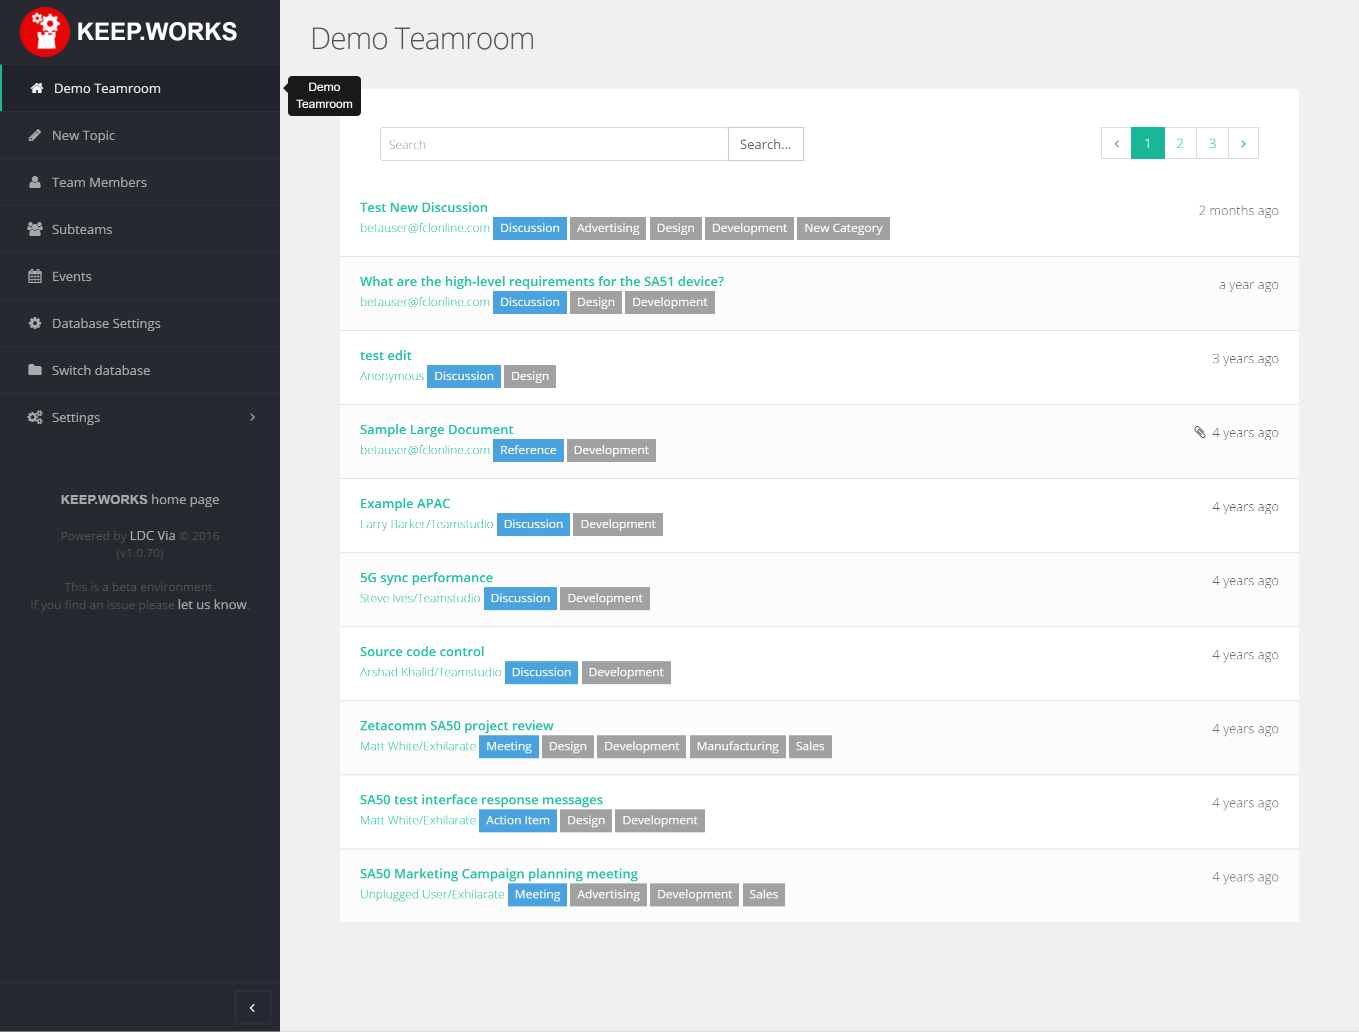 KEEP.WORKS
Demo Teamroom
New Topic
Team Members
Subteams
Events
Database Settings
Switch database
Settings
KEEP.WORKS home page
Powered by LDC Via © 2016
(v1.0.70)
This is a beta environment.
If you find an issue please let us know.
Demo Teamroom
Demo
Teamroom
Search
Search...
1 2 3
Test New Discussion
2 months ago
betauser@fclonline.com Discussion Advertising Design Development New Category
What are the high-level requirements for the SA51 device?
a year ago
betauser@fclonline.com Discussion Design Development
test edit
3 years ago
Anonymous Discussion Design
Sample Large Document
4 years ago
betauser@fclonline.com Reference Development
Example APAC
4 years ago
Larry Barker/Teamstudio Discussion Development
5G sync performance
4 years ago
Steve Ives/Teamstudio Discussion Development
Source code control
4 years ago
Arshad Khalid/Teamstudio Discussion Development
Zetacomm SA50 project review
4 years ago
Matt White/Exhilarate Meeting Design Development Manufacturing Sales
SA50 test interface response messages
4 years ago
Matt White/Exhilarate Action Item Design Development
SA50 Marketing Campaign planning meeting
4 years ago
Unplugged User/Exhilarate Meeting Advertising Development Sales